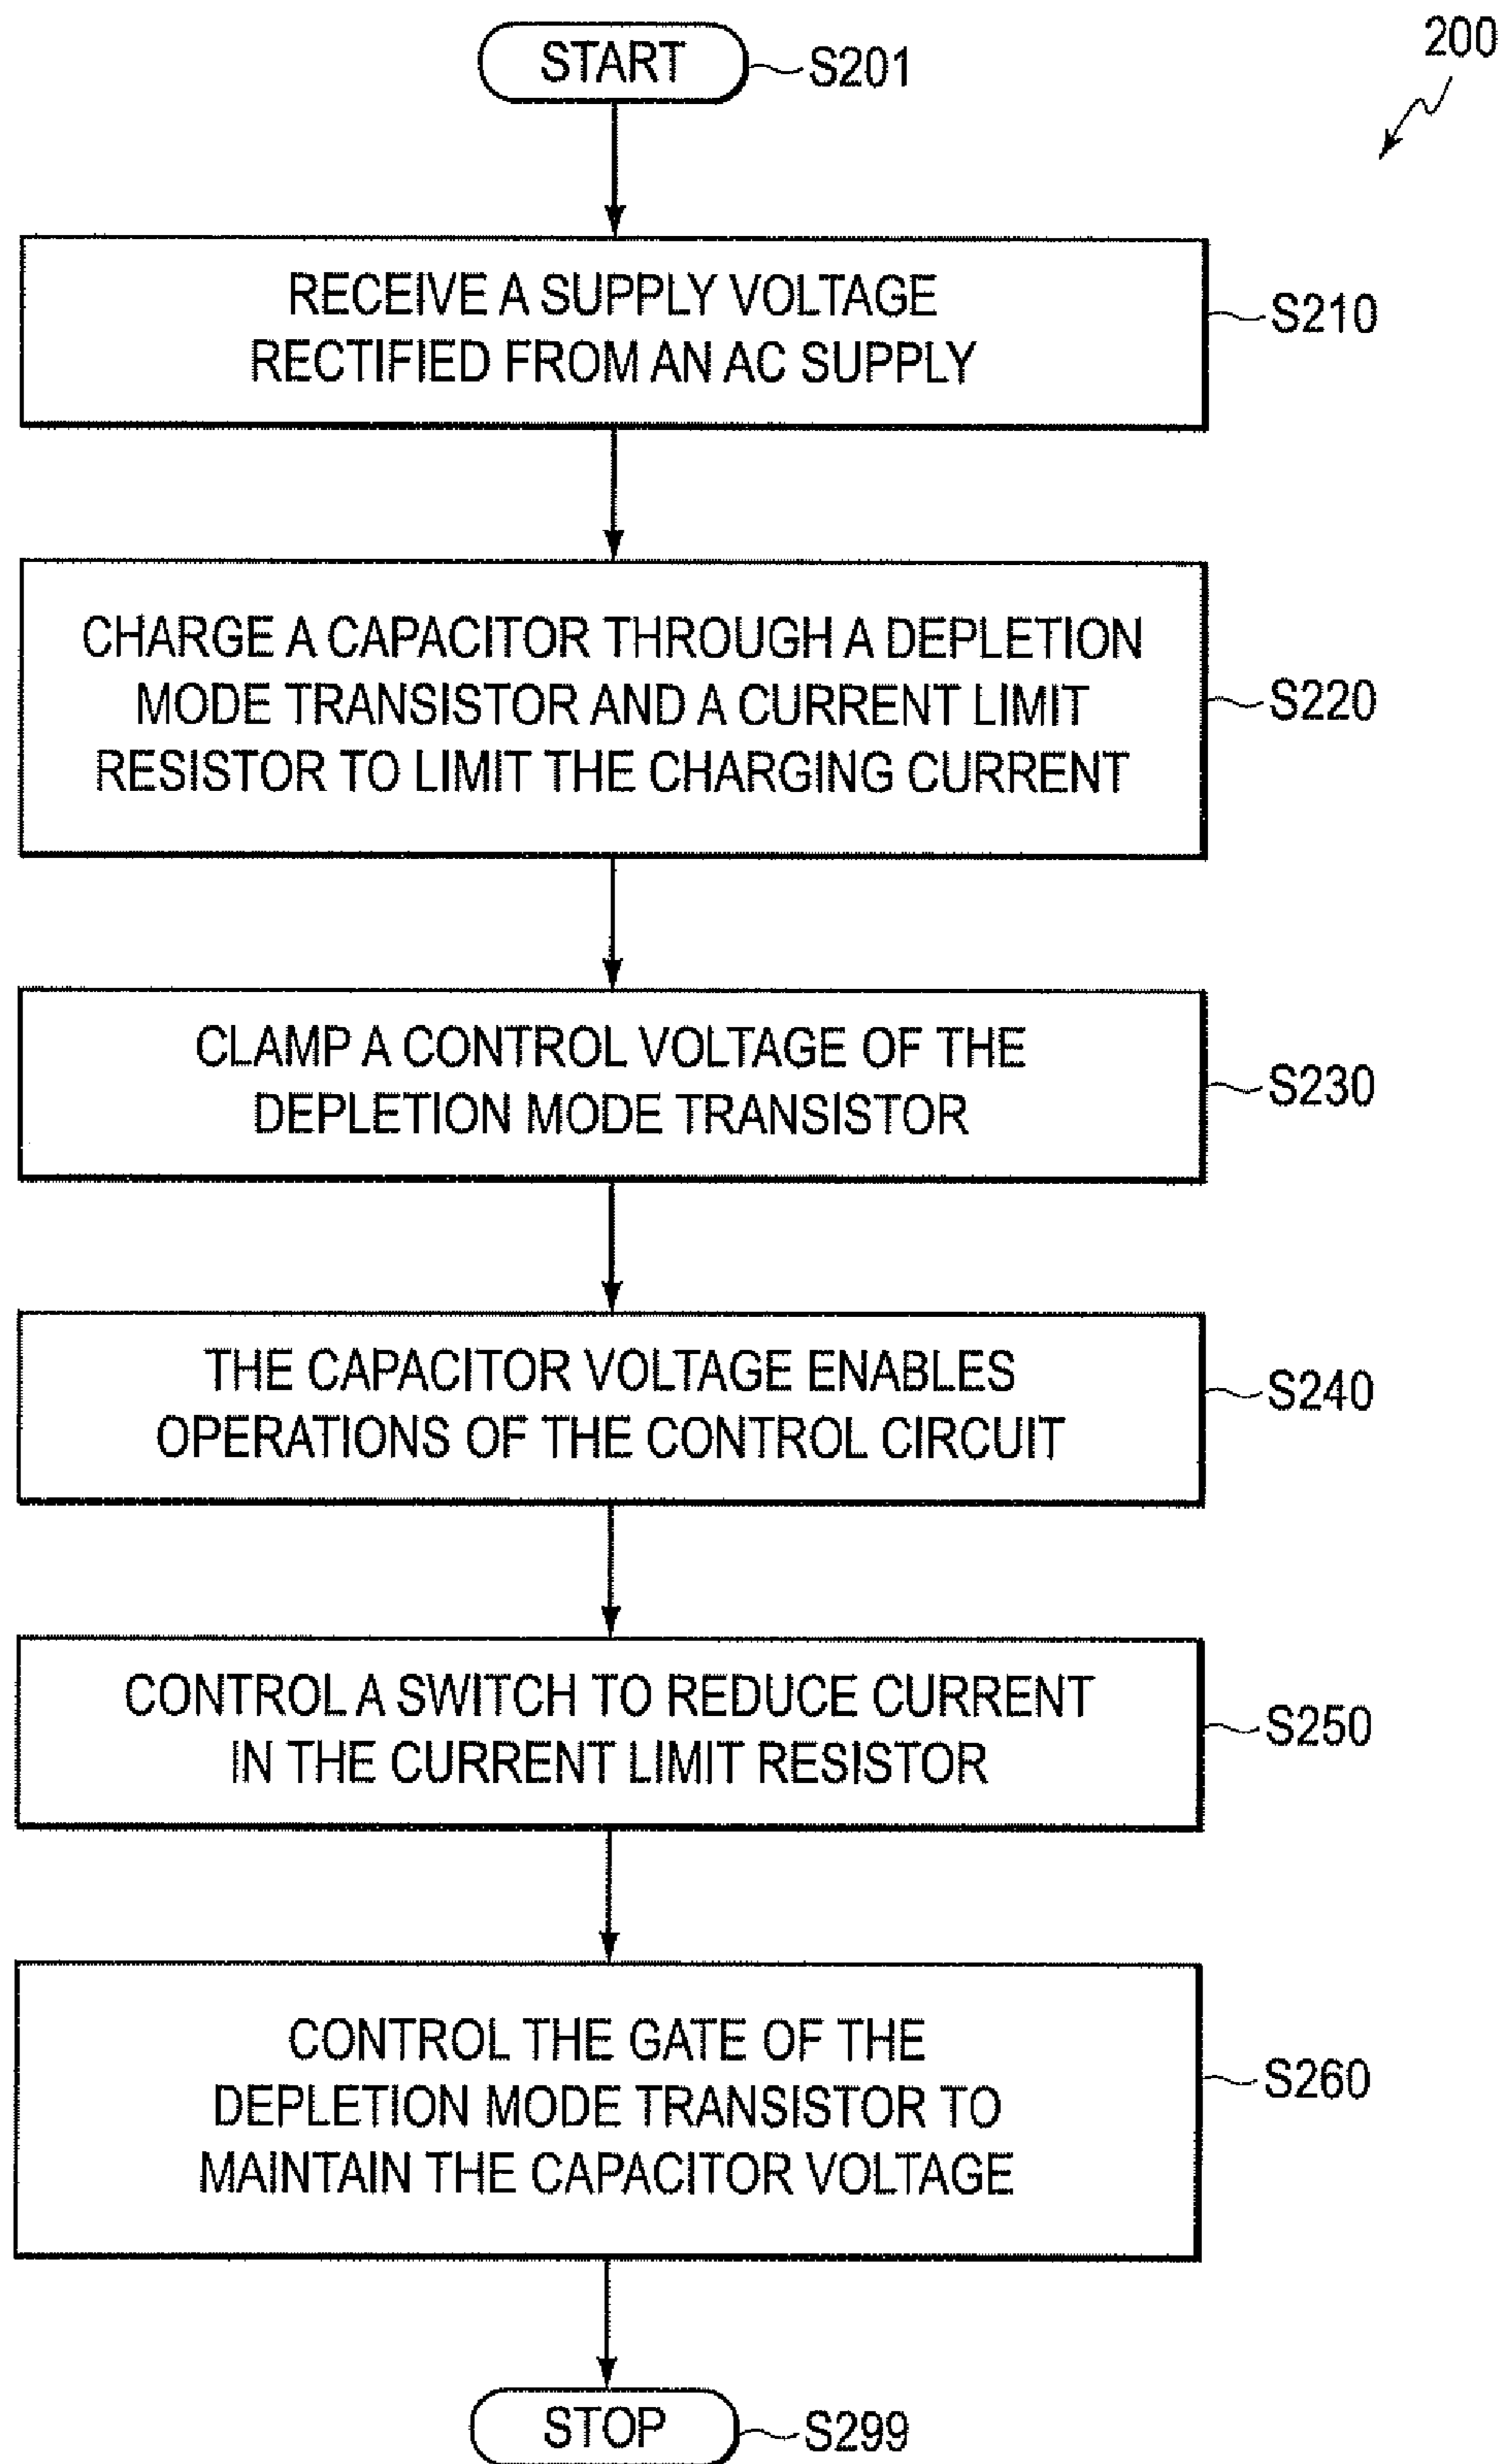 200
START
S201
RECEIVE A SUPPLY VOLTAGE
RECTIFIED FROM AN AC SUPPLY
S210
CHARGE A CAPACITOR THROUGH A DEPLETION
MODE TRANSISTOR AND A CURRENT LIMIT
RESISTOR TO LIMIT THE CHARGING CURRENT
S220
CLAMP A CONTROL VOLTAGE OF THE
DEPLETION MODE TRANSISTOR
S230
THE CAPACITOR VOLTAGE ENABLES
OPERATIONS OF THE CONTROL CIRCUIT
S240
CONTROL A SWITCH TO REDUCE CURRENT
IN THE CURRENT LIMIT RESISTOR
S250
CONTROL THE GATE OF THE
DEPLETION MODE TRANSISTOR TO
MAINTAIN THE CAPACITOR VOLTAGE
S260
STOP
S299